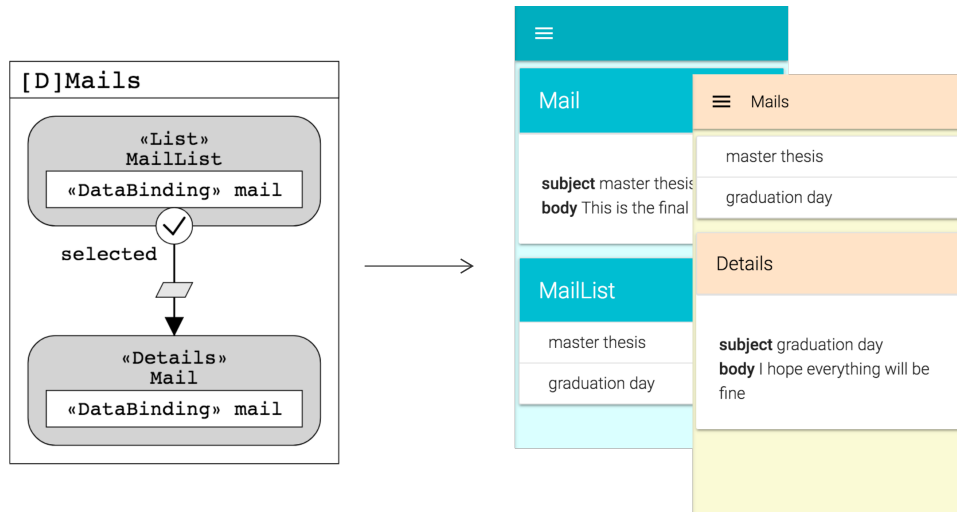 [D]Mails
«List»
MailList
«DataBinding» mail
selected
«Details»
Mail
«DataBinding» mail
Mail
subject master thesis
body This is the final
MailList
master thesis
graduation day
Mails
master thesis
graduation day
Details
subject graduation day
body I hope everything will be
fine